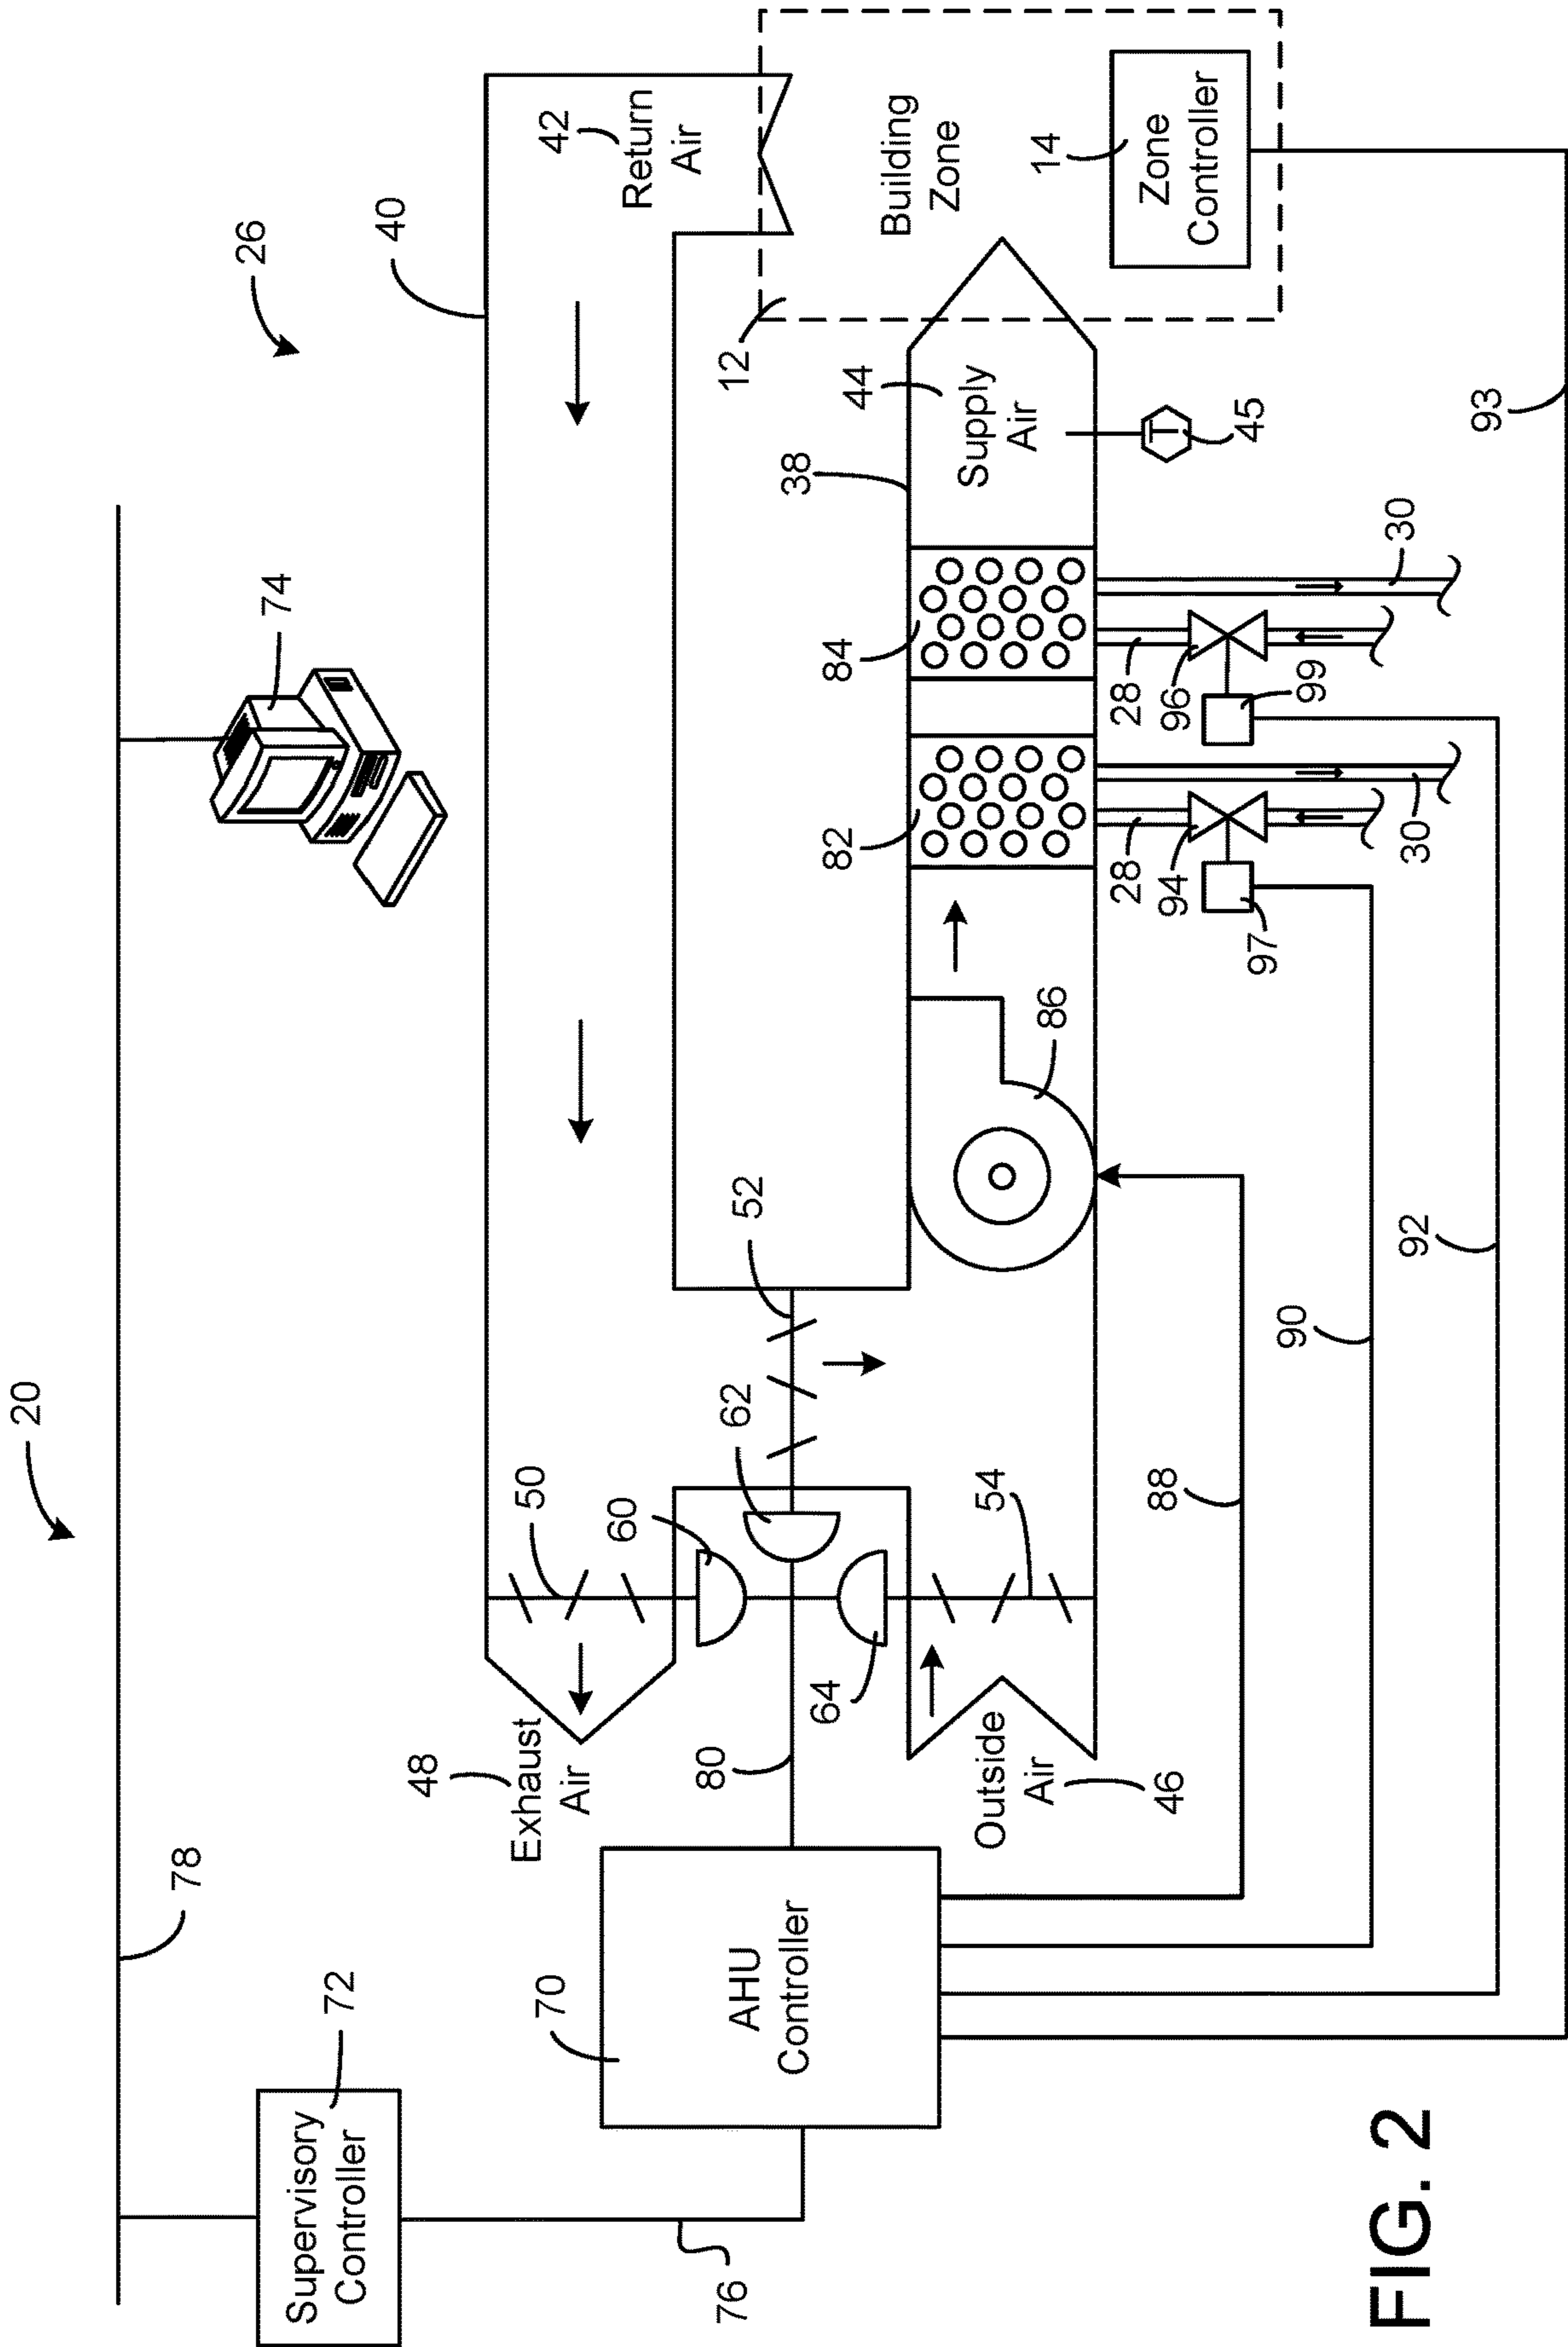 20
78
26
74
72
Supervisory
Controller
76
70
AHU
Controller
40
42
Return
Air
48
Exhaust
Air
50
60
62
52
80
64
54
Outside
Air
46
12
Building
Zone
14
Zone
Controller
38
44
Supply
Air
45
82
84
86
28
94
97
30
28
96
99
30
88
90
92
93
FIG. 2